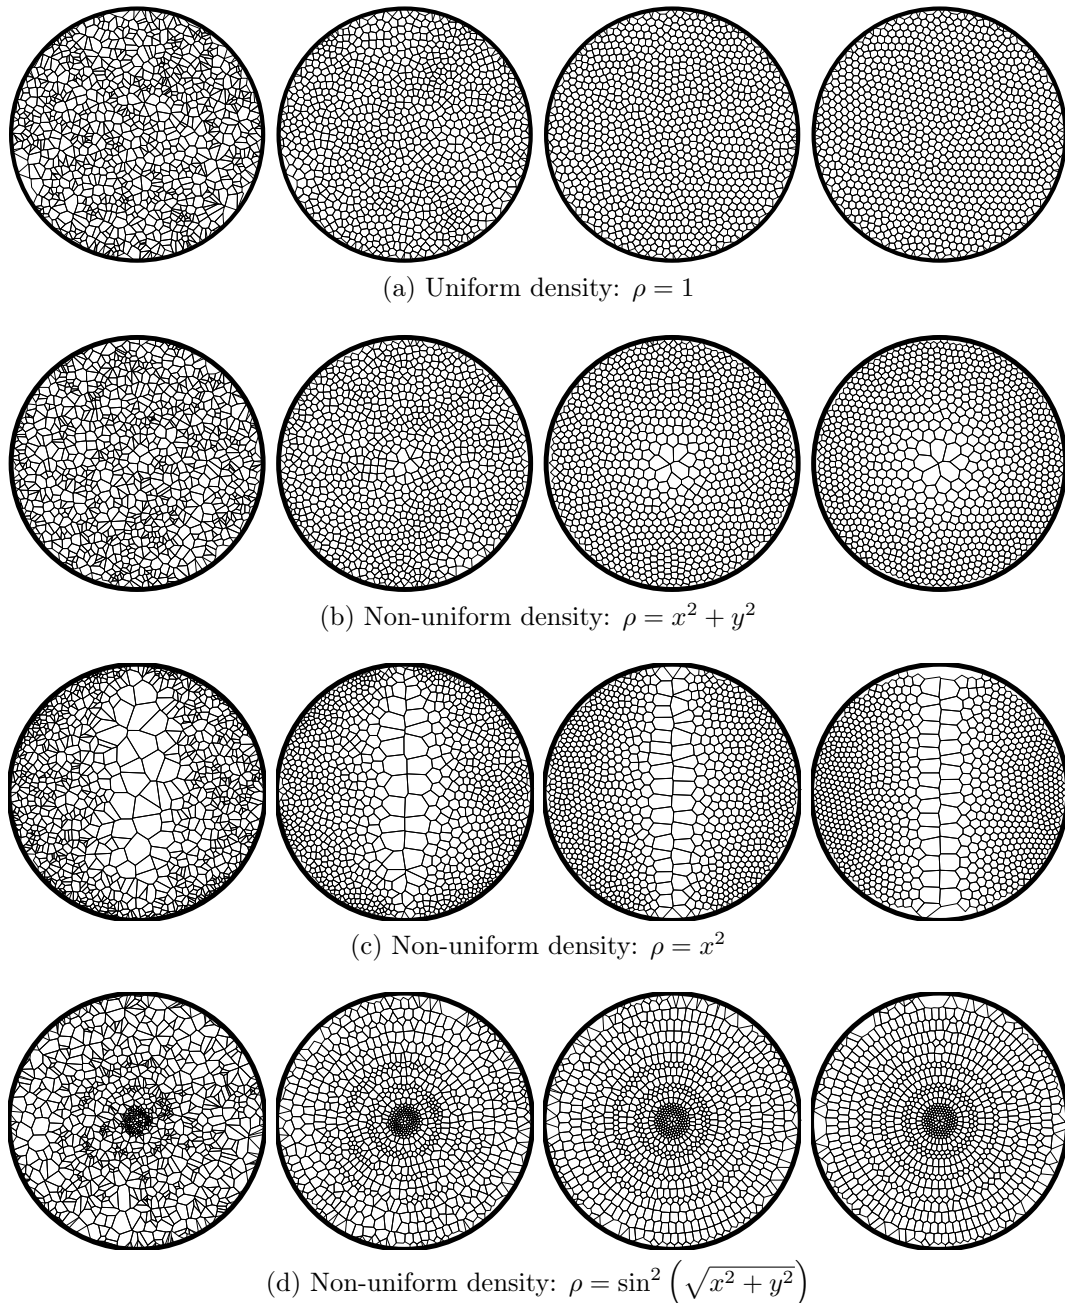 (a) Uniform density: ρ = 1
(b) Non-uniform density: ρ = x² + y²
(c) Non-uniform density: ρ = x²
(d) Non-uniform density: ρ = sin² (√(x² + y²))